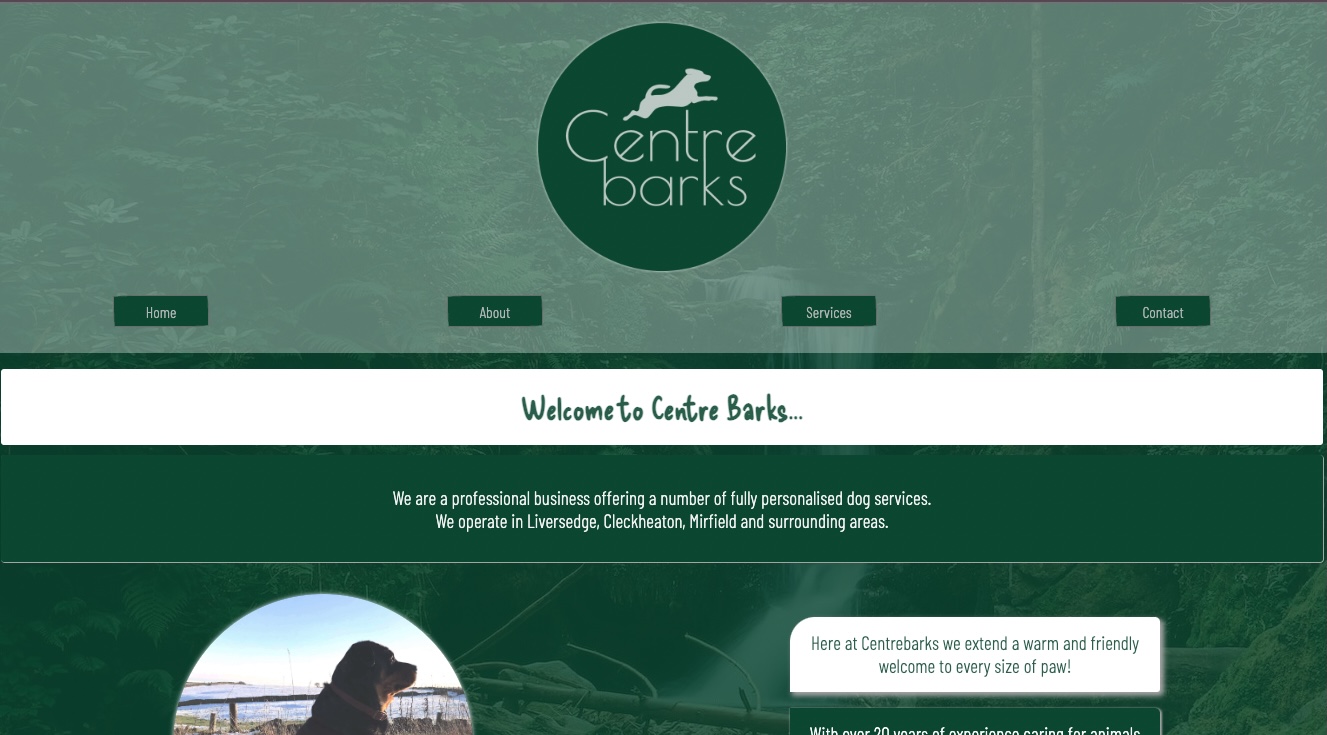 Centre
barks
Home
About
Services
Contact
Welcome to Centre Barks...
We are a professional business offering a number of fully personalised dog services.
We operate in Liversedge, Cleckheaton, Mirfield and surrounding areas.
Here at Centrebarks we extend a warm and friendly
welcome to every size of paw!
With over 20 years of experience caring for animals